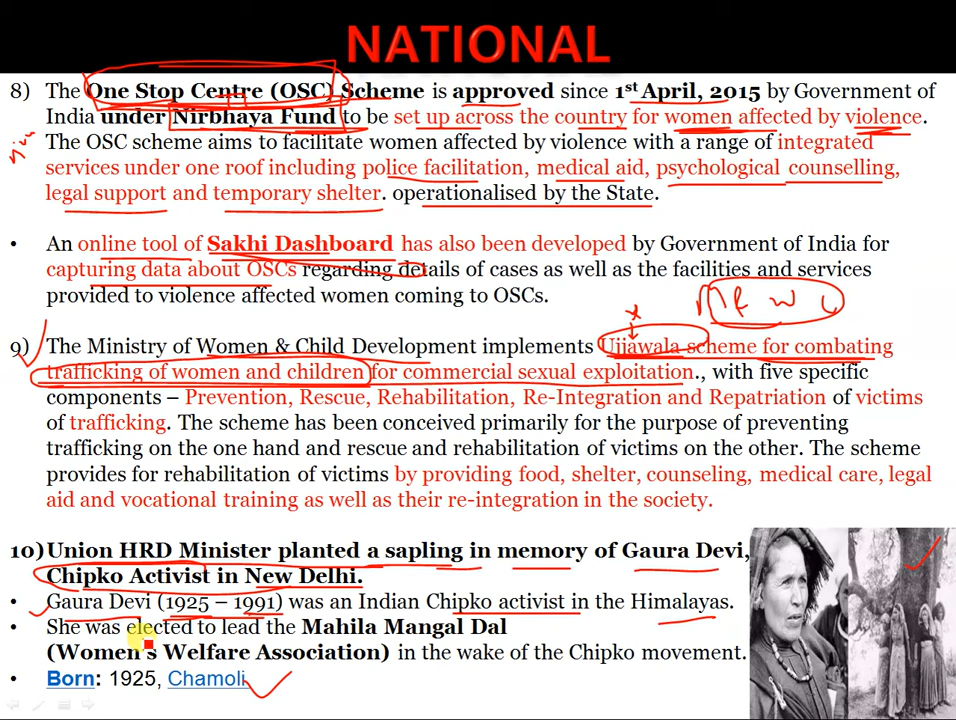 NATIONAL
8) The One Stop Centre (OSC) Scheme is approved since 1st April, 2015 by Government of
India under Nirbhaya Fund to be set up across the country for women affected by violence.
The OSC scheme aims to facilitate women affected by violence with a range of integrated
services under one roof including police facilitation, medical aid, psychological counselling,
legal support and temporary shelter. operationalised by the State.
• An online tool of Sakhi Dashboard has also been developed by Government of India for
capturing data about OSCs regarding details of cases as well as the facilities and services
provided to violence affected women coming to OSCs.
9) The Ministry of Women & Child Development implements Ujjawala scheme for combating
trafficking of women and children for commercial sexual exploitation., with five specific
components – Prevention, Rescue, Rehabilitation, Re-Integration and Repatriation of victims
of trafficking. The scheme has been conceived primarily for the purpose of preventing
trafficking on the one hand and rescue and rehabilitation of victims on the other. The scheme
provides for rehabilitation of victims by providing food, shelter, counseling, medical care, legal
aid and vocational training as well as their re-integration in the society.
10) Union HRD Minister planted a sapling in memory of Gaura Devi,
Chipko Activist in New Delhi.
• Gaura Devi (1925 – 1991) was an Indian Chipko activist in the Himalayas.
• She was elected to lead the Mahila Mangal Dal
(Women's Welfare Association) in the wake of the Chipko movement.
• Born: 1925, Chamoli